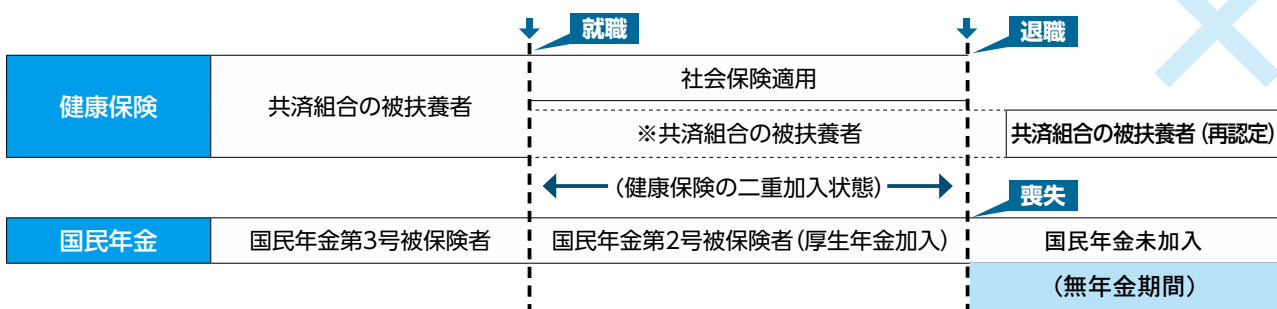 就職
退職
健康保険
共済組合の被扶養者
社会保険適用
※共済組合の被扶養者
共済組合の被扶養者(再認定)
(健康保険の二重加入状態)
喪失
国民年金
国民年金第3号被保険者
国民年金第2号被保険者(厚生年金加入)
国民年金未加入
(無年金期間)